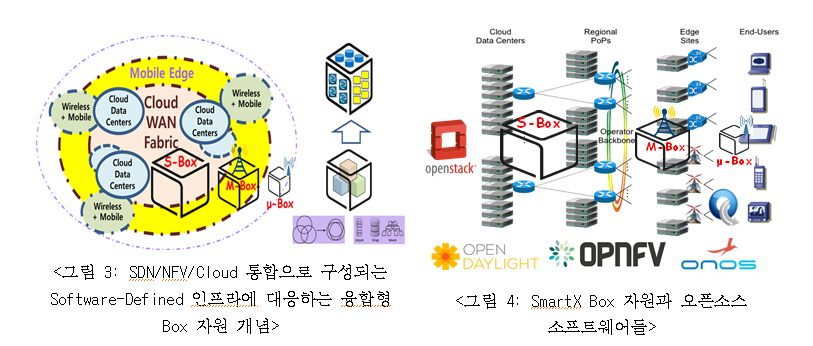 Mobile Edge
Wireless
+ Mobile
Cloud
Data
Centers
Cloud
WAN
Fabric
Cloud
Data
Centers
Wireless
+ Mobile
Cloud
Data
Centers
Wireless
+ Mobile
S-Box
M-Box
μ-Box
<그림 3: SDN/NFV/Cloud 통합으로 구성되는
Software-Defined 인프라에 대응하는 융합형
Box 자원 개념>
Cloud
Data Centers
Regional
PoPs
Edge
Sites
End-Users
S-Box
Operator
Backbone
M-Box
μ-Box
openstack
OPEN
DAYLIGHT
OPNFV
onos
<그림 4: SmartX Box 자원과 오픈소스
소프트웨어들>